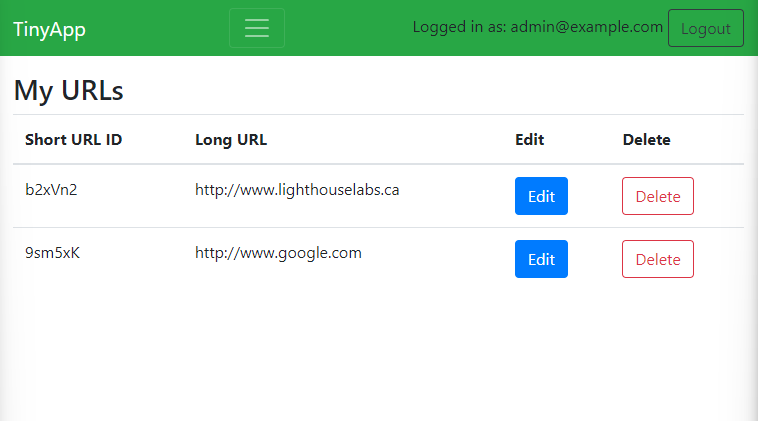 TinyApp Logged in as: admin@example.com Logout
My URLs
Short URL ID Long URL Edit Delete
b2xVn2 http://www.lighthouselabs.ca Edit Delete
9sm5xK http://www.google.com Edit Delete